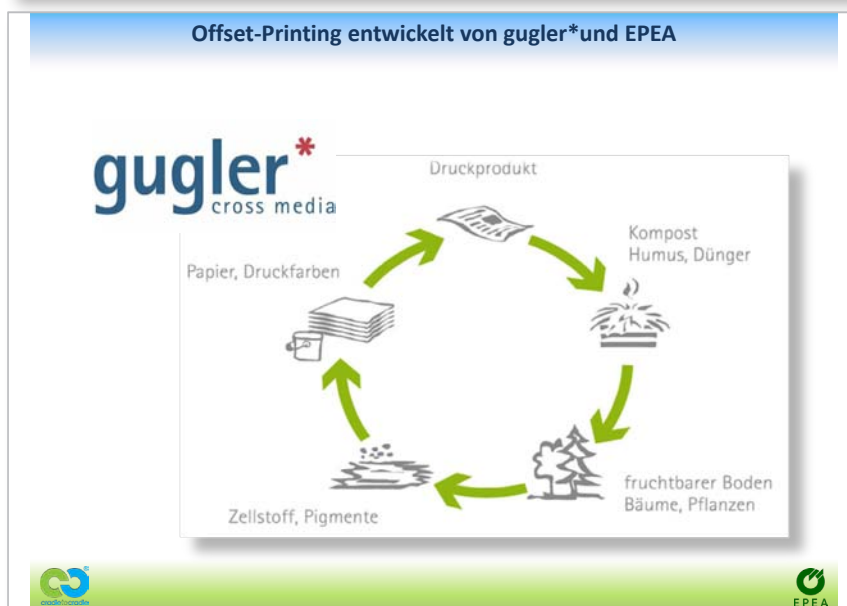 Offset-Printing entwickelt von gugler*und EPEA
gugler*
cross media
Druckprodukt
Kompost
Humus, Dünger
Papier, Druckfarben
fruchtbarer Boden
Bäume, Pflanzen
Zellstoff, Pigmente
cradletocradle
EPEA